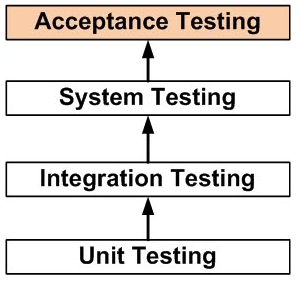 Acceptance Testing
System Testing
Integration Testing
Unit Testing